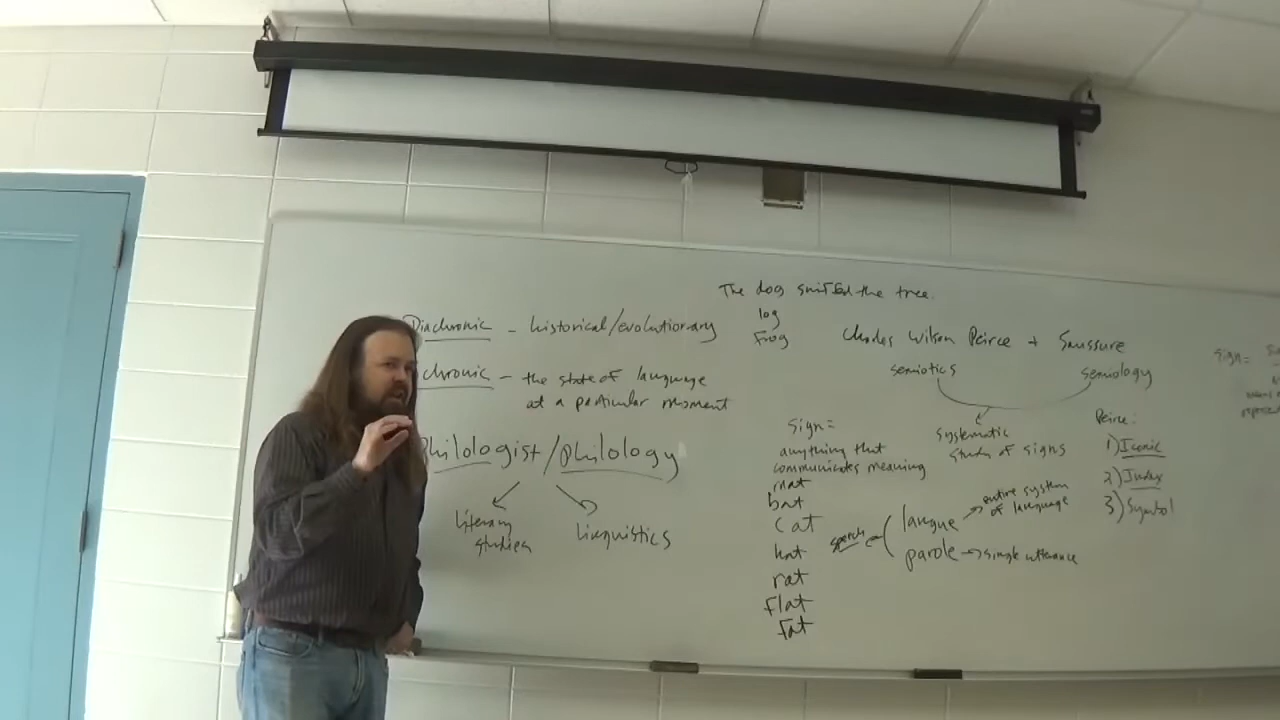 The dog sniffed the tree.
log
frog
Diachronic - historical/evolutionary
chronic - the state of language
at a particular moment
Philologist/philology
Literary
studies
Linguistics
Charles Wilson Peirce + Saussure
semiotics
semiology
systematic
study of signs
Sign =
anything that
communicates meaning
mat
bat
cat
hat
rat
flat
fat
speech
langue → entire system
of language
parole → single utterance
Peirce:
1) Iconic
2) Index
3) Symbol
Sign =